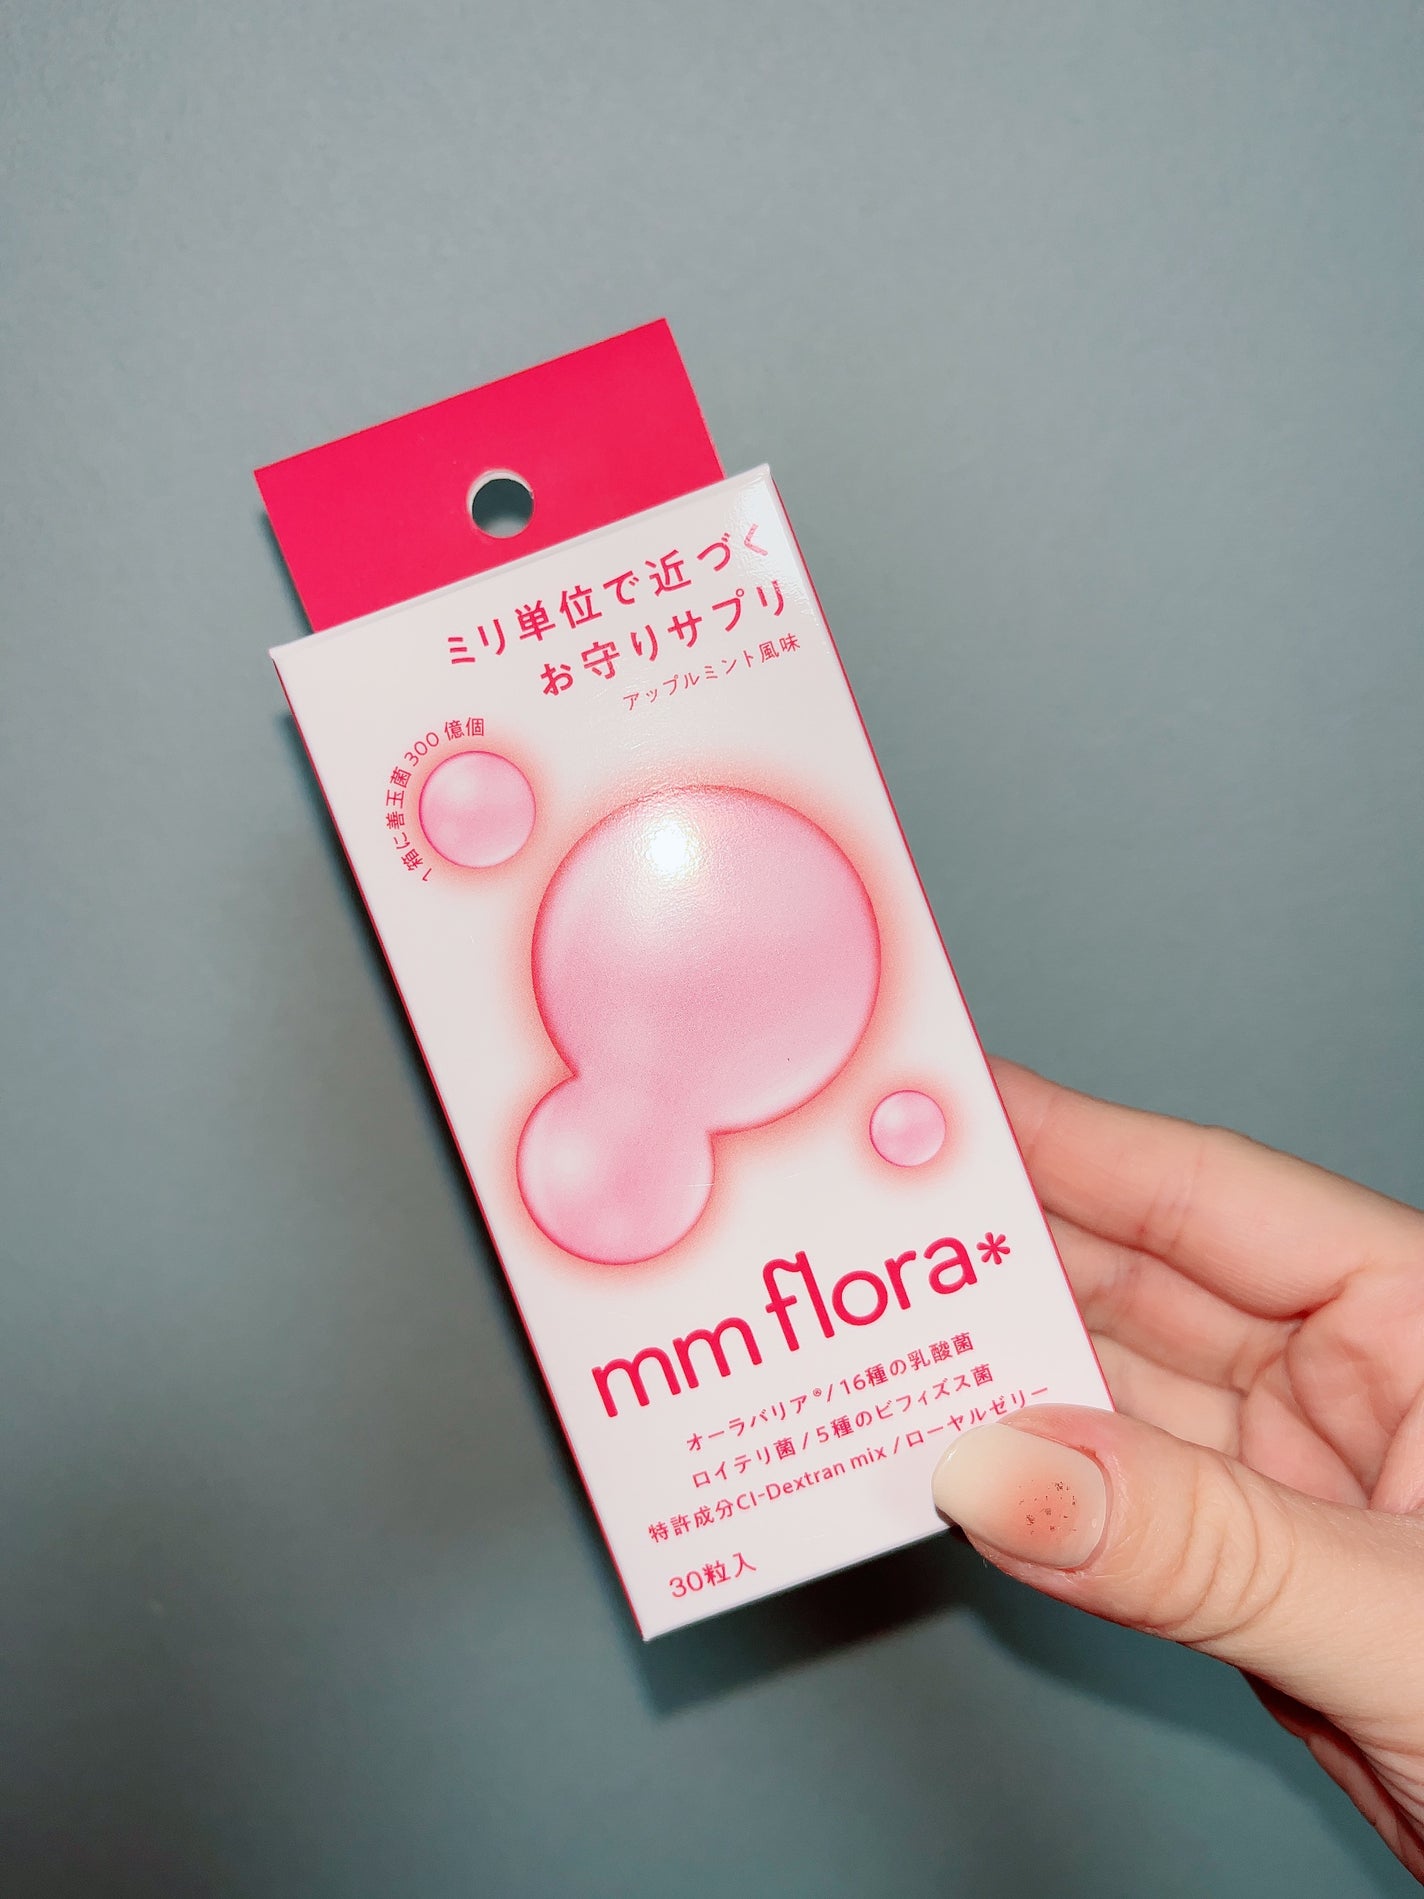 ミリ単位で近づく
お守りサプリ
アップルミント風味
1箱に善玉菌300億個
mm flora*
オーラバリア®/16種の乳酸菌
ロイテリ菌/5種のビフィズス菌
特許成分CI-Dextran mix/ローヤルゼリー
30粒入